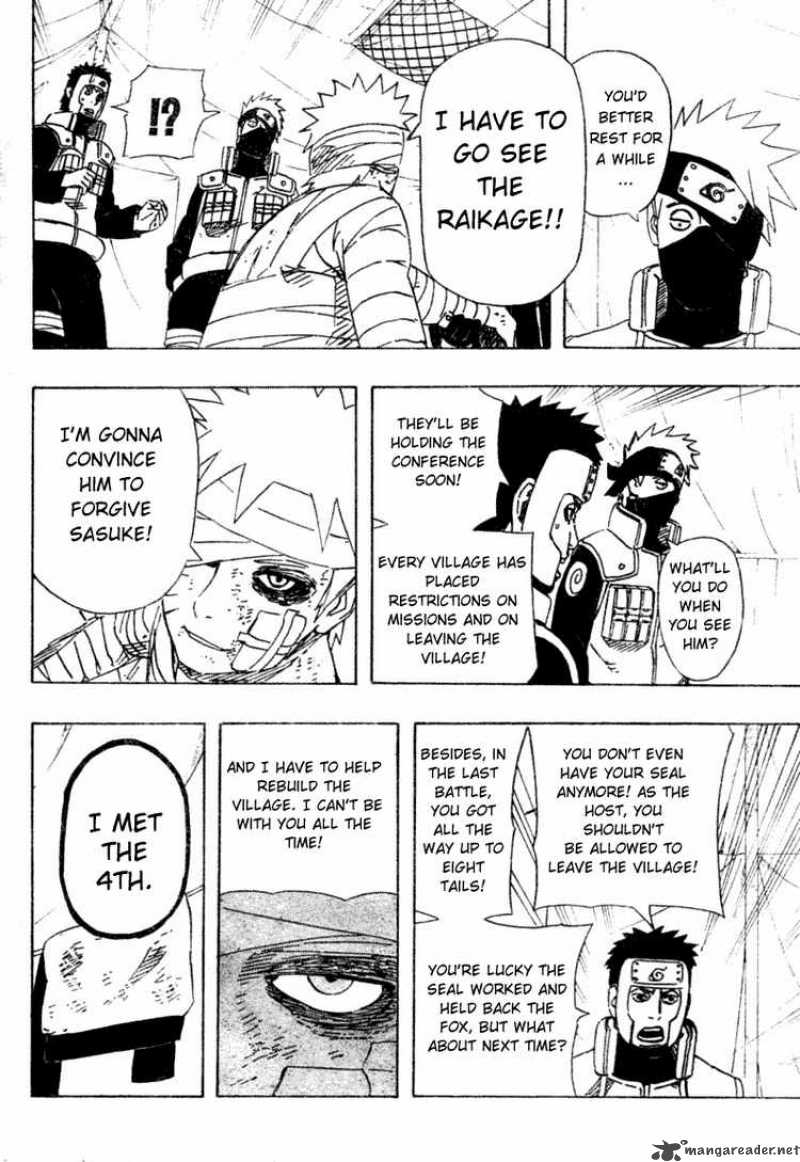 YOU'D
BETTER
REST FOR
A WHILE
...
I HAVE TO
GO SEE
THE
RAIKAGE!!
!?
THEY'LL BE
HOLDING THE
CONFERENCE
SOON!
EVERY VILLAGE HAS
PLACED
RESTRICTIONS ON
MISSIONS AND ON
LEAVING THE
VILLAGE!
WHAT'LL
YOU DO
WHEN
YOU SEE
HIM?
I'M GONNA
CONVINCE
HIM TO
FORGIVE
SASUKE!
YOU DON'T EVEN
HAVE YOUR SEAL
ANYMORE! AS THE
HOST, YOU
SHOULDN'T
BE ALLOWED TO
LEAVE THE VILLAGE!
BESIDES, IN
THE LAST
BATTLE,
YOU GOT
ALL THE
WAY UP TO
EIGHT
TAILS!
YOU'RE LUCKY THE
SEAL WORKED AND
HELD BACK THE
FOX, BUT WHAT
ABOUT NEXT TIME?
AND I HAVE TO HELP
REBUILD THE
VILLAGE. I CAN'T BE
WITH YOU ALL THE
TIME!
I MET
THE
4TH.
mangareader.net